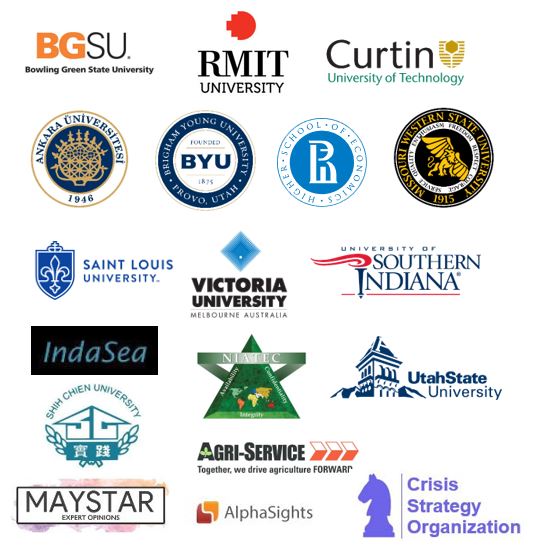 BGSU®
Bowling Green State University
RMIT
UNIVERSITY
Curtin
University of Technology
ANKARA ÜNİVERSİTESİ
1946
BRIGHAM YOUNG UNIVERSITY
FOUNDED
BYU
1875
PROVO, UTAH
HIGHER · SCHOOL · OF · ECONOMICS
MISSOURI WESTERN STATE UNIVERSITY
1915
SAINT LOUIS
UNIVERSITY™
VICTORIA
UNIVERSITY
MELBOURNE AUSTRALIA
UNIVERSITY OF
SOUTHERN
INDIANA®
IndaSea
NIATEC
Availability
Confidentiality
Integrity
UtahState
University
SHIH CHIEN UNIVERSITY
實踐
AGRI-SERVICE
Together, we drive agriculture FORWARD
MAYSTAR
EXPERT OPINIONS
AlphaSights
Crisis
Strategy
Organization